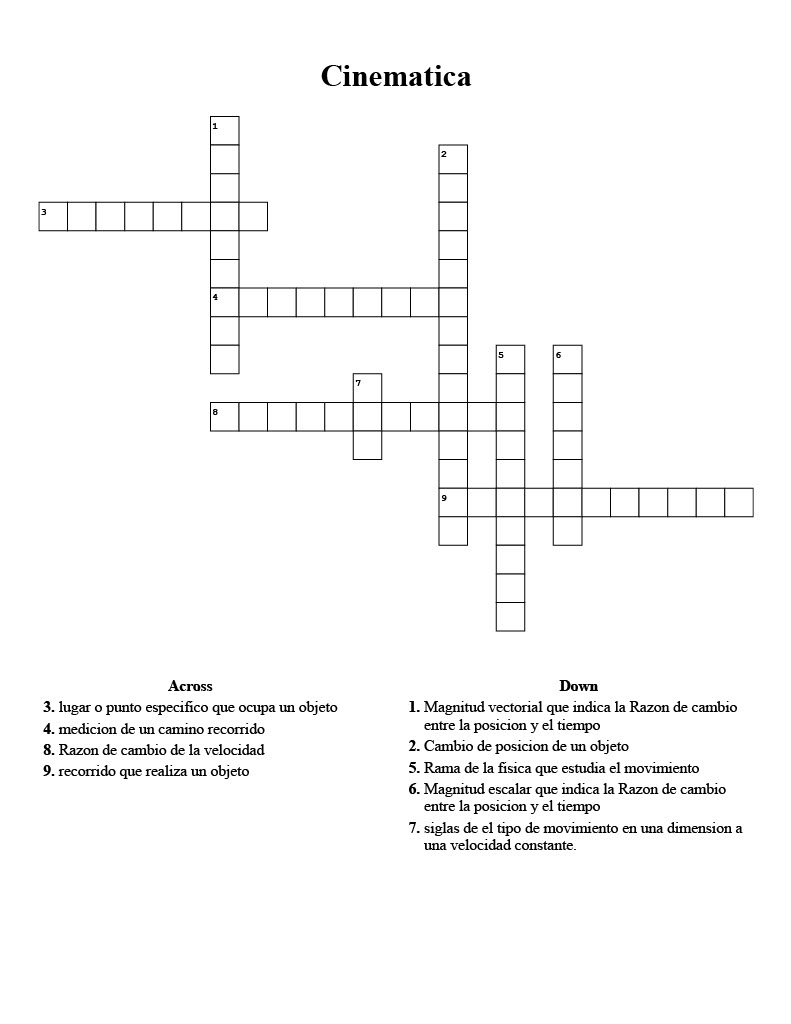 Cinematica
1
2
3
4
5
6
7
8
9
Across
3. lugar o punto especifico que ocupa un objeto
4. medicion de un camino recorrido
8. Razon de cambio de la velocidad
9. recorrido que realiza un objeto
Down
1. Magnitud vectorial que indica la Razon de cambio
entre la posicion y el tiempo
2. Cambio de posicion de un objeto
5. Rama de la fisica que estudia el movimiento
6. Magnitud escalar que indica la Razon de cambio
entre la posicion y el tiempo
7. siglas de el tipo de movimiento en una dimension a
una velocidad constante.